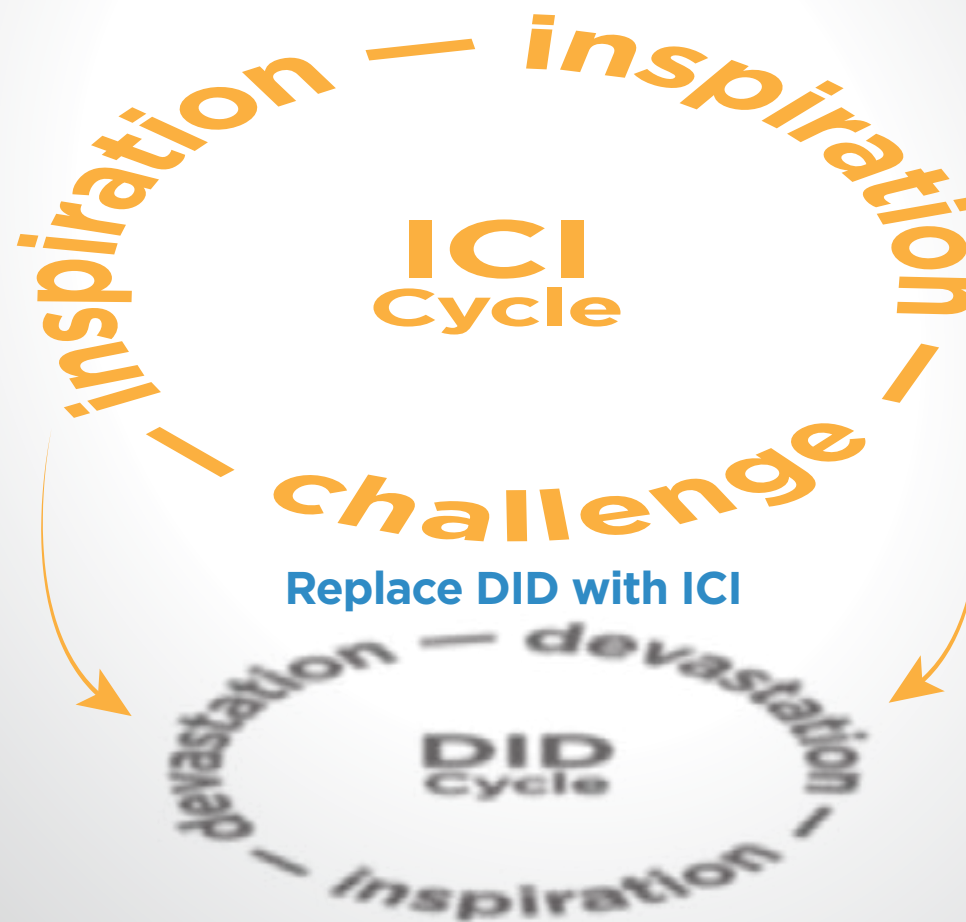 inspiration — inspiration — challenge —
ICI
Cycle
Replace DID with ICI
devastation — devastation — inspiration —
DID
Cycle